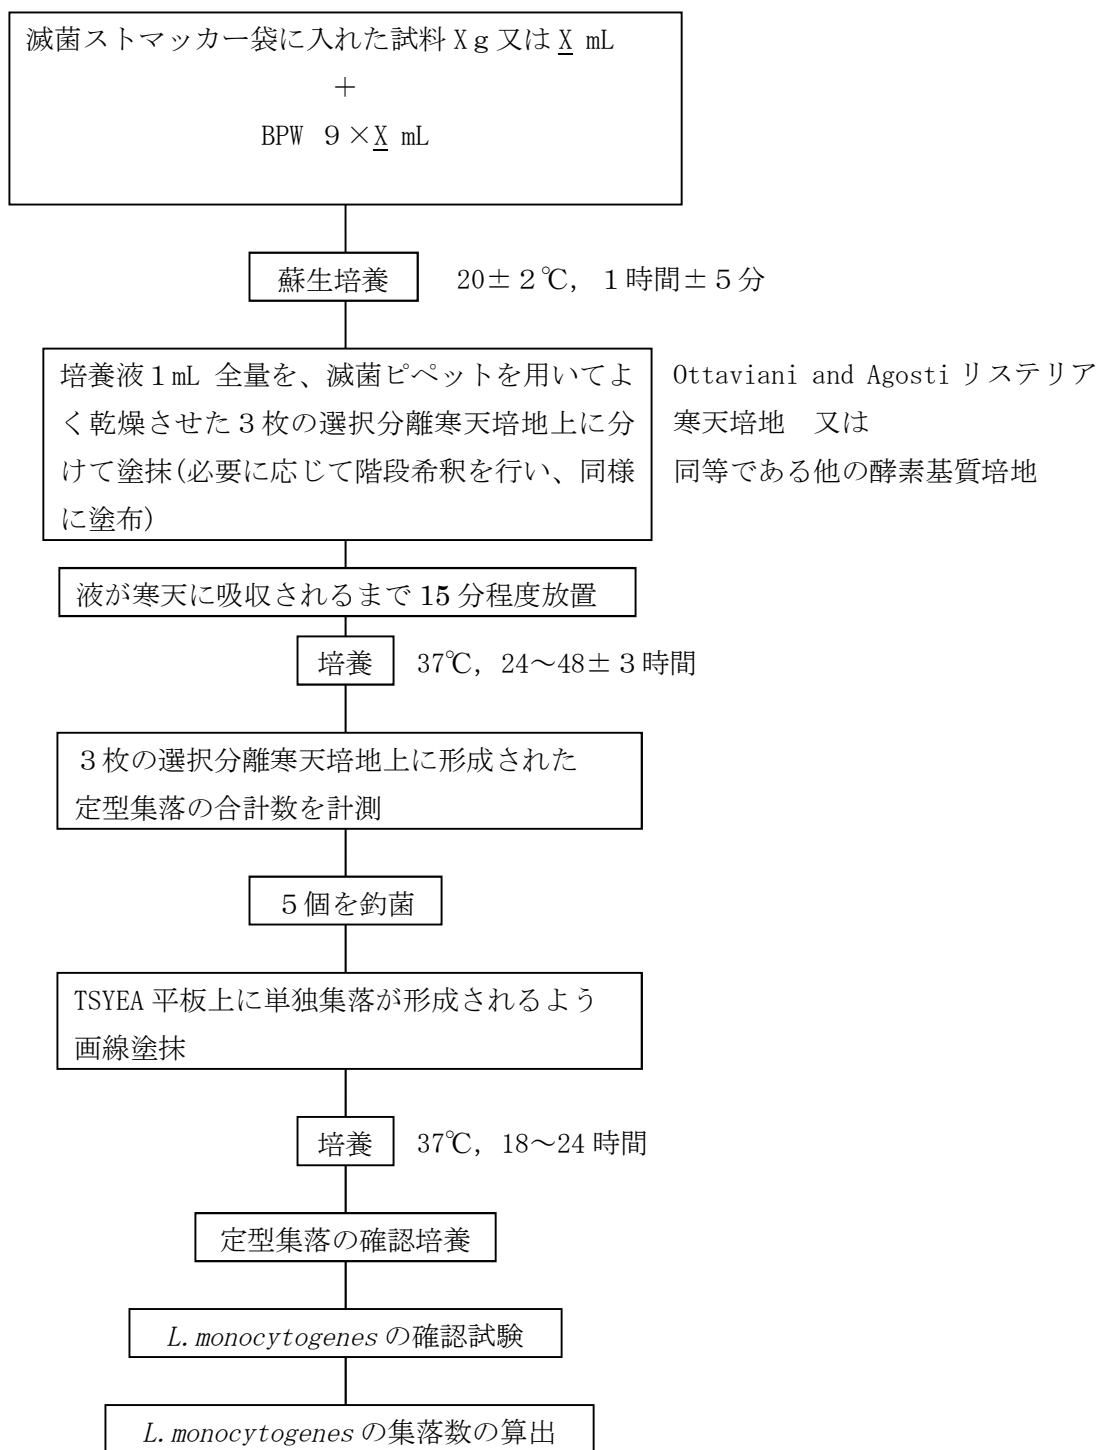 滅菌ストマッカー袋に入れた試料 X g 又は X mL
＋
BPW ９×X mL
蘇生培養
20±２℃, １時間±５分
培養液１mL 全量を、滅菌ピペットを用いてよ
く乾燥させた３枚の選択分離寒天培地上に分
けて塗抹(必要に応じて階段希釈を行い、同様
に塗布)
Ottaviani and Agosti リステリア
寒天培地　又は
同等である他の酵素基質培地
液が寒天に吸収されるまで 15 分程度放置
培養
37℃, 24～48±３時間
３枚の選択分離寒天培地上に形成された
定型集落の合計数を計測
５個を釣菌
TSYEA 平板上に単独集落が形成されるよう
画線塗抹
培養
37℃, 18～24 時間
定型集落の確認培養
L.monocytogenes の確認試験
L.monocytogenes の集落数の算出